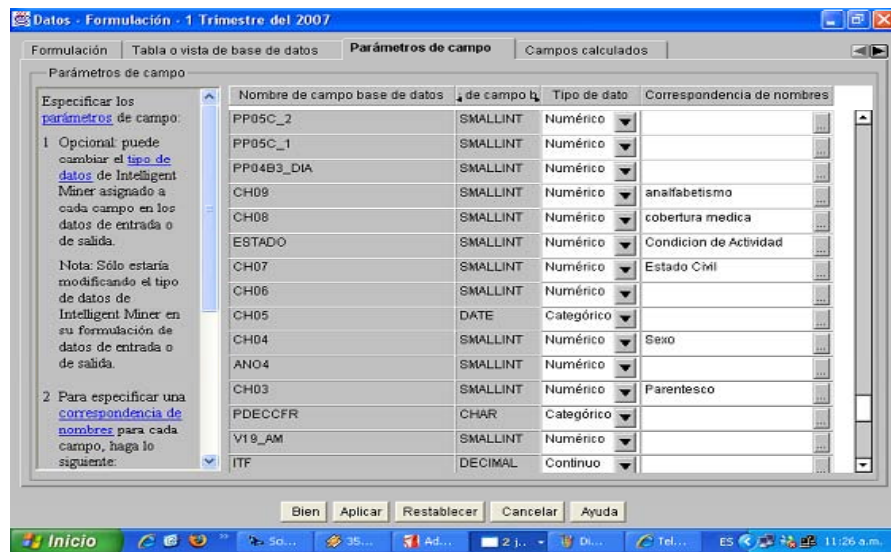 Datos - Formulación - 1 Trimestre del 2007
Formulación Tabla o vista de base de datos Parámetros de campo Campos calculados
Parámetros de campo
Especificar los
parámetros de campo:
1 Opcional: puede
cambiar el tipo de
datos de Intelligent
Miner asignado a
cada campo en los
datos de entrada o
de salida.
Nota: Sólo estaría
modificando el tipo
de datos de
Intelligent Miner en
su formulación de
datos de entrada o
de salida.
2 Para especificar una
correspondencia de
nombres para cada
campo, haga lo
siguiente:
Nombre de campo base de datos de campo Tipo de dato Correspondencia de nombres
PP05C_2 SMALLINT Numérico ...
PP05C_1 SMALLINT Numérico ...
PP04B3_DIA SMALLINT Numérico ...
CH09 SMALLINT Numérico analfabetismo ...
CH08 SMALLINT Numérico cobertura medica ...
ESTADO SMALLINT Numérico Condicion de Actividad ...
CH07 SMALLINT Numérico Estado Civil ...
CH06 SMALLINT Numérico ...
CH05 DATE Categórico ...
CH04 SMALLINT Numérico Sexo ...
ANO4 SMALLINT Numérico ...
CH03 SMALLINT Numérico Parentesco ...
PDECCFR CHAR Categórico ...
V19_AM SMALLINT Numérico ...
ITF DECIMAL Continuo ...
Bien Aplicar Restablecer Cancelar Ayuda
Inicio So... 35... Ad... 2 j... Di... Tel... ES 11:26 a.m.